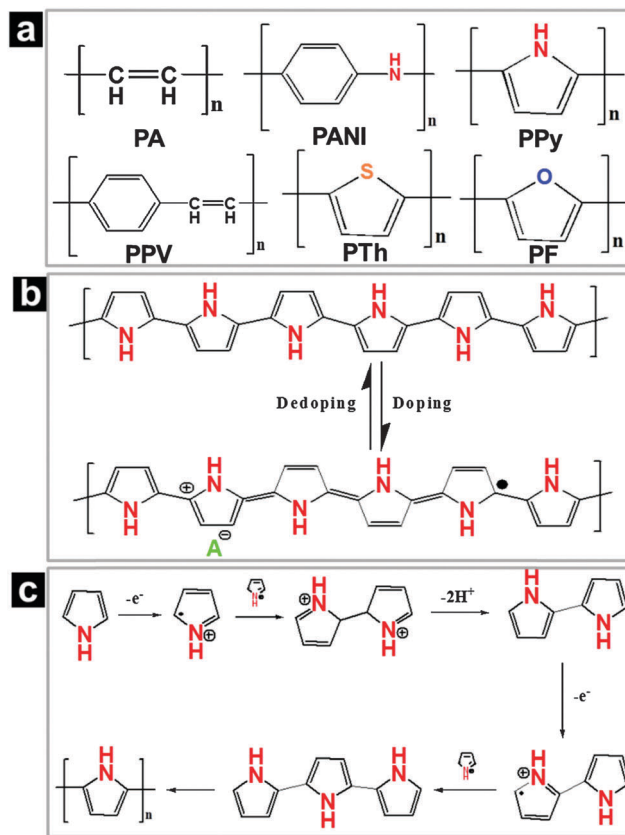 a
C C n
H H
PA
H
N n
PANI
H
N n
PPy
C C n
H H
PPV
S n
PTh
O n
PF
b
H H H
N N N
N N N
H H H
Dedoping Doping
⊕ H H •
N N
N N N N
H H H H
A⊖
c
-e⁻ -2H⁺
N H
N H ⊕
N H
⊕ H N
N H ⊕
H N
N H
-e⁻
H N n
H N H N
N H
N H
⊕ H N
N H